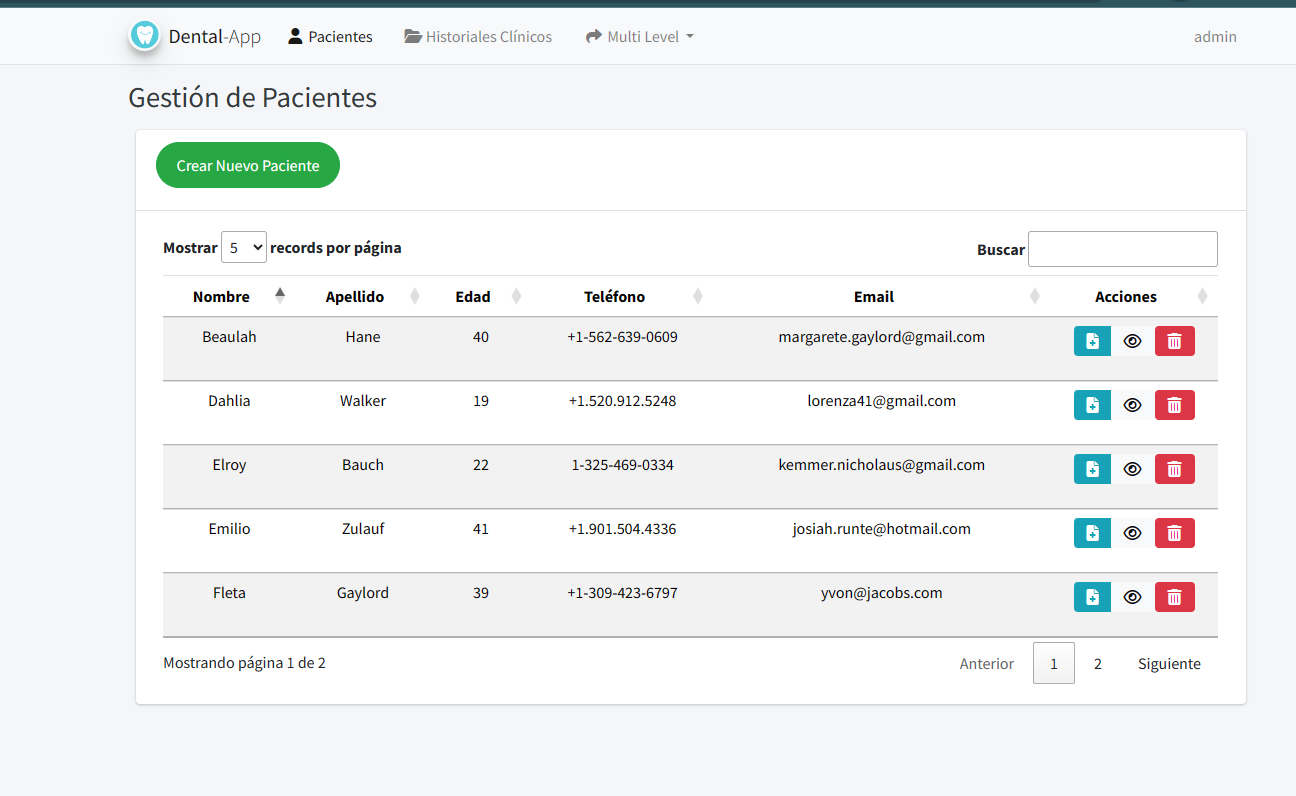 Dental-App Pacientes Historiales Clínicos Multi Level admin
Gestión de Pacientes
Crear Nuevo Paciente
Mostrar 5 records por página Buscar
Nombre Apellido Edad Teléfono Email Acciones
Beaulah Hane 40 +1-562-639-0609 margarete.gaylord@gmail.com
Dahlia Walker 19 +1.520.912.5248 lorenza41@gmail.com
Elroy Bauch 22 1-325-469-0334 kemmer.nicholaus@gmail.com
Emilio Zulauf 41 +1.901.504.4336 josiah.runte@hotmail.com
Fleta Gaylord 39 +1-309-423-6797 yvon@jacobs.com
Mostrando página 1 de 2 Anterior 1 2 Siguiente